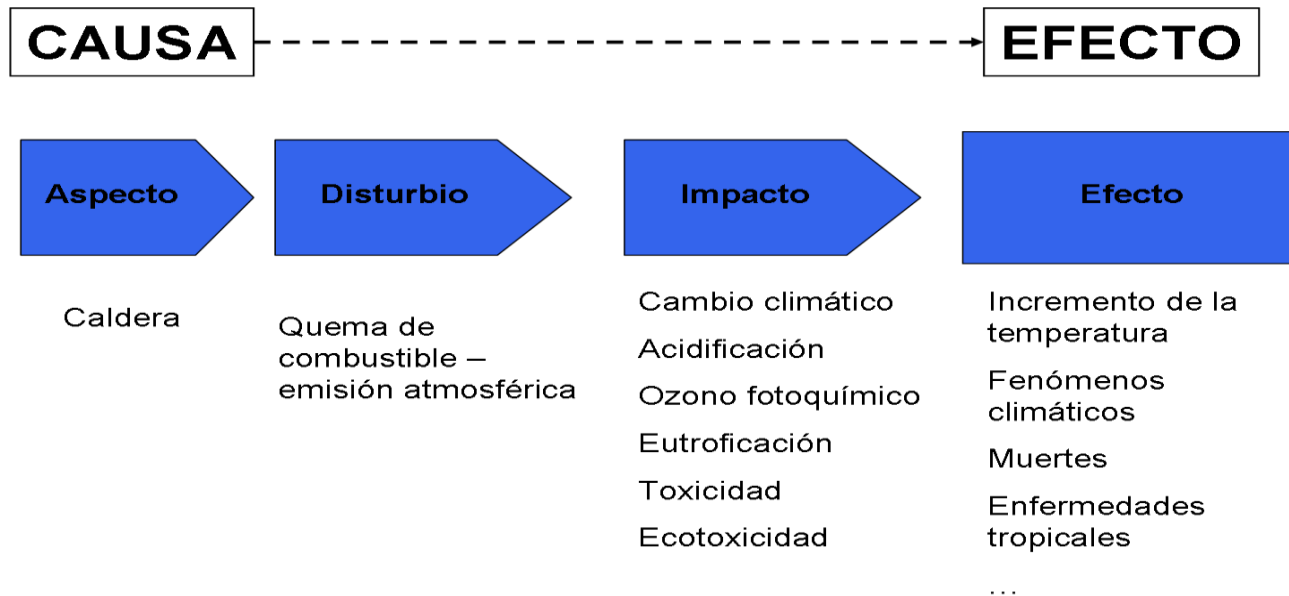 CAUSA
EFECTO
Aspecto
Disturbio
Impacto
Efecto
Caldera
Quema de
combustible –
emisión atmosférica
Cambio climático
Acidificación
Ozono fotoquímico
Eutroficación
Toxicidad
Ecotoxicidad
Incremento de la
temperatura
Fenómenos
climáticos
Muertes
Enfermedades
tropicales
…